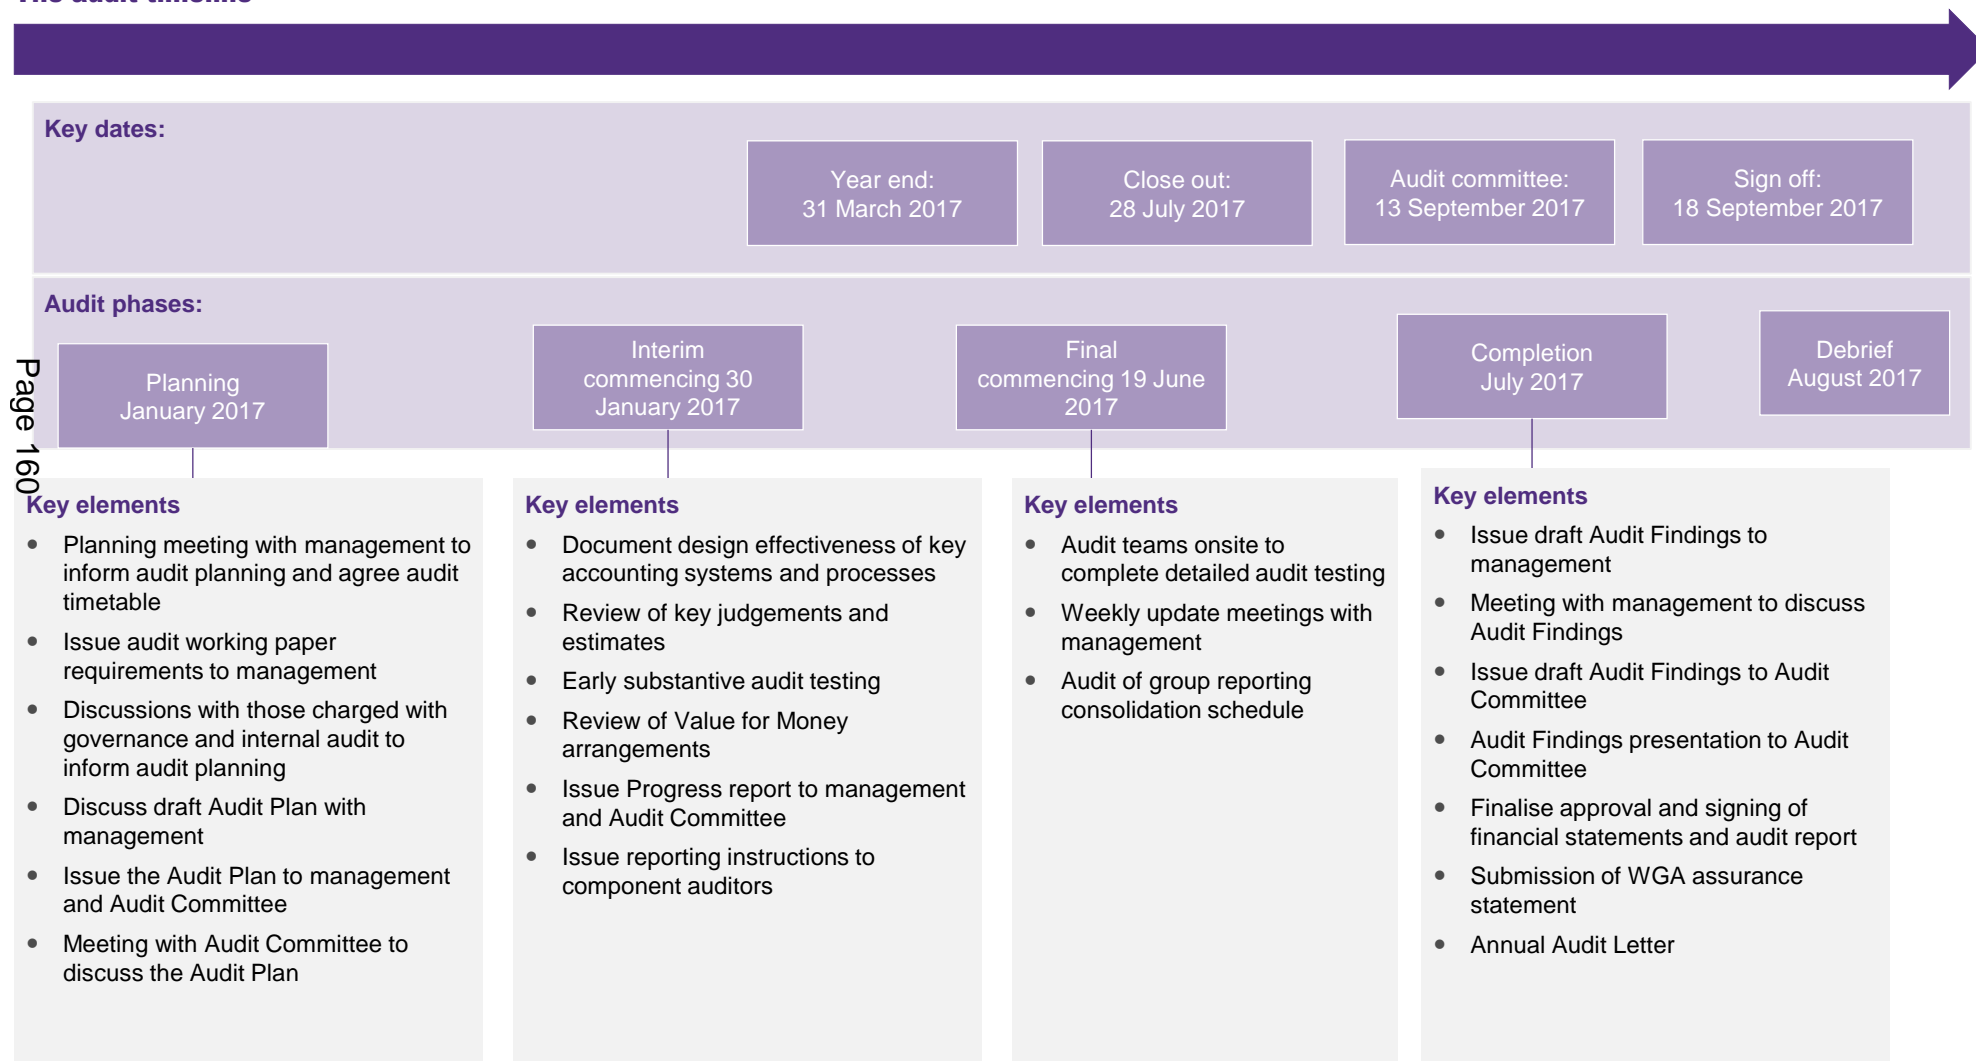 The audit timeline
Key dates:
Year end:
31 March 2017
Close out:
28 July 2017
Audit committee:
13 September 2017
Sign off:
18 September 2017
Audit phases:
Planning
January 2017
Interim
commencing 30
January 2017
Final
commencing 19 June
2017
Completion
July 2017
Debrief
August 2017
Page 160
Key elements
• Planning meeting with management to
inform audit planning and agree audit
timetable
• Issue audit working paper
requirements to management
• Discussions with those charged with
governance and internal audit to
inform audit planning
• Discuss draft Audit Plan with
management
• Issue the Audit Plan to management
and Audit Committee
• Meeting with Audit Committee to
discuss the Audit Plan
Key elements
• Document design effectiveness of key
accounting systems and processes
• Review of key judgements and
estimates
• Early substantive audit testing
• Review of Value for Money
arrangements
• Issue Progress report to management
and Audit Committee
• Issue reporting instructions to
component auditors
Key elements
• Audit teams onsite to
complete detailed audit testing
• Weekly update meetings with
management
• Audit of group reporting
consolidation schedule
Key elements
• Issue draft Audit Findings to
management
• Meeting with management to discuss
Audit Findings
• Issue draft Audit Findings to Audit
Committee
• Audit Findings presentation to Audit
Committee
• Finalise approval and signing of
financial statements and audit report
• Submission of WGA assurance
statement
• Annual Audit Letter